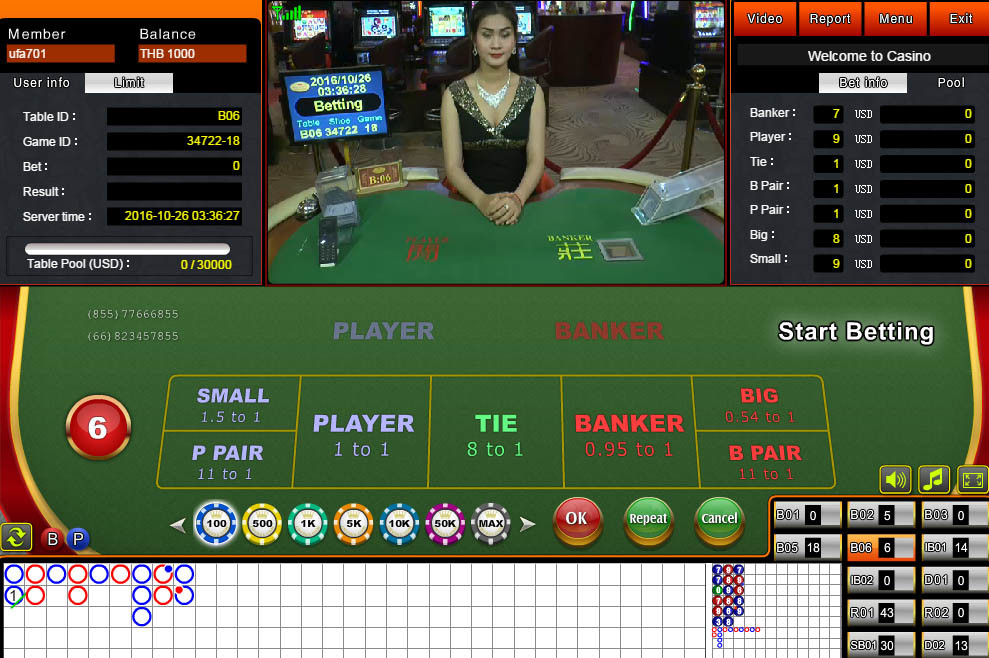 Member
Balance
ufa701
THB 1000
User info
Limit
Table ID :
B06
Game ID :
34722-18
Bet :
0
Result :
Server time :
2016-10-26 03:36:27
Table Pool (USD) :
0 / 30000
2016/10/26
03:36:28
Betting
Table Shoe Game
B06 34722 18
B:06
PLAYER
閒
BANKER
莊
Video
Report
Menu
Exit
Welcome to Casino
Bet info
Pool
Banker: 7 USD 0
Player: 9 USD 0
Tie : 1 USD 0
B Pair : 1 USD 0
P Pair : 1 USD 0
Big : 8 USD 0
Small : 9 USD 0
(855)77666855
(66)823457855
PLAYER
BANKER
Start Betting
6
SMALL
1.5 to 1
P PAIR
11 to 1
PLAYER
1 to 1
TIE
8 to 1
BANKER
0.95 to 1
BIG
0.54 to 1
B PAIR
11 to 1
100
500
1K
5K
10K
50K
MAX
OK
Repeat
Cancel
B
P
B01 0
B02 5
B03 0
B05 18
B06 6
IB01 14
IB02 0
D01 0
R01 43
R02 0
SB01 30
D02 13
1